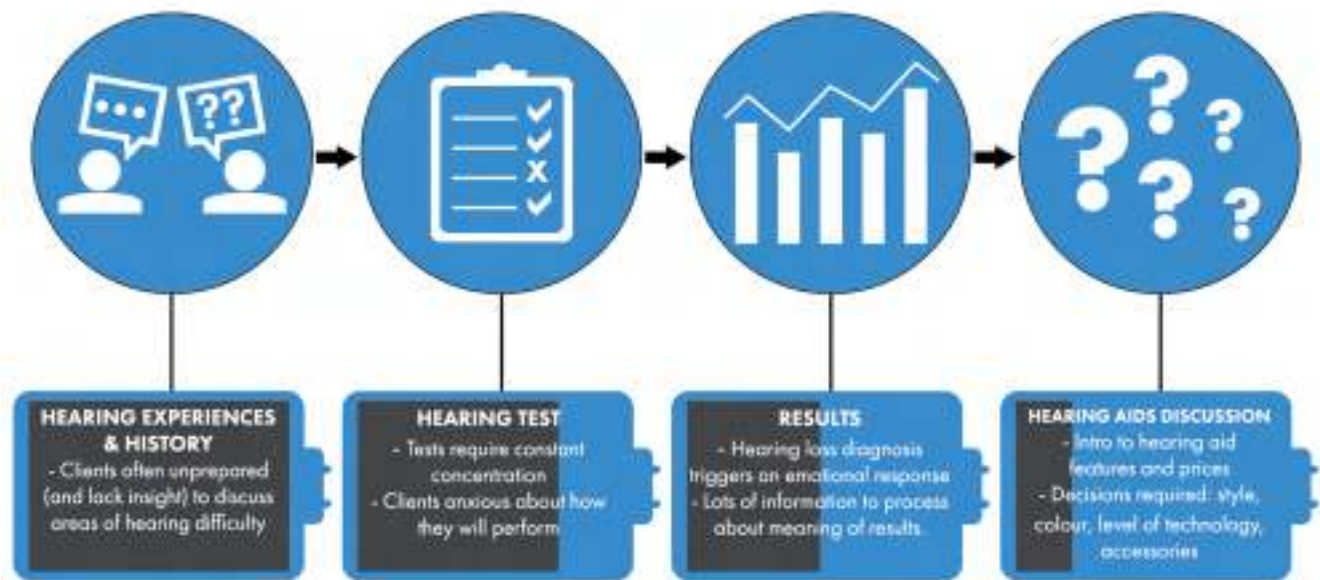 ...
??
HEARING EXPERIENCES
& HISTORY
- Clients often unprepared
(and lack insight) to discuss
areas of hearing difficulty
HEARING TEST
- Tests require constant
concentration
- Clients anxious about how
they will perform
RESULTS
- Hearing loss diagnosis
triggers an emotional response
- Lots of information to process
about meaning of results.
HEARING AIDS DISCUSSION
- Intro to hearing aid
features and prices
- Decisions required: style,
colour, level of technology,
accessories